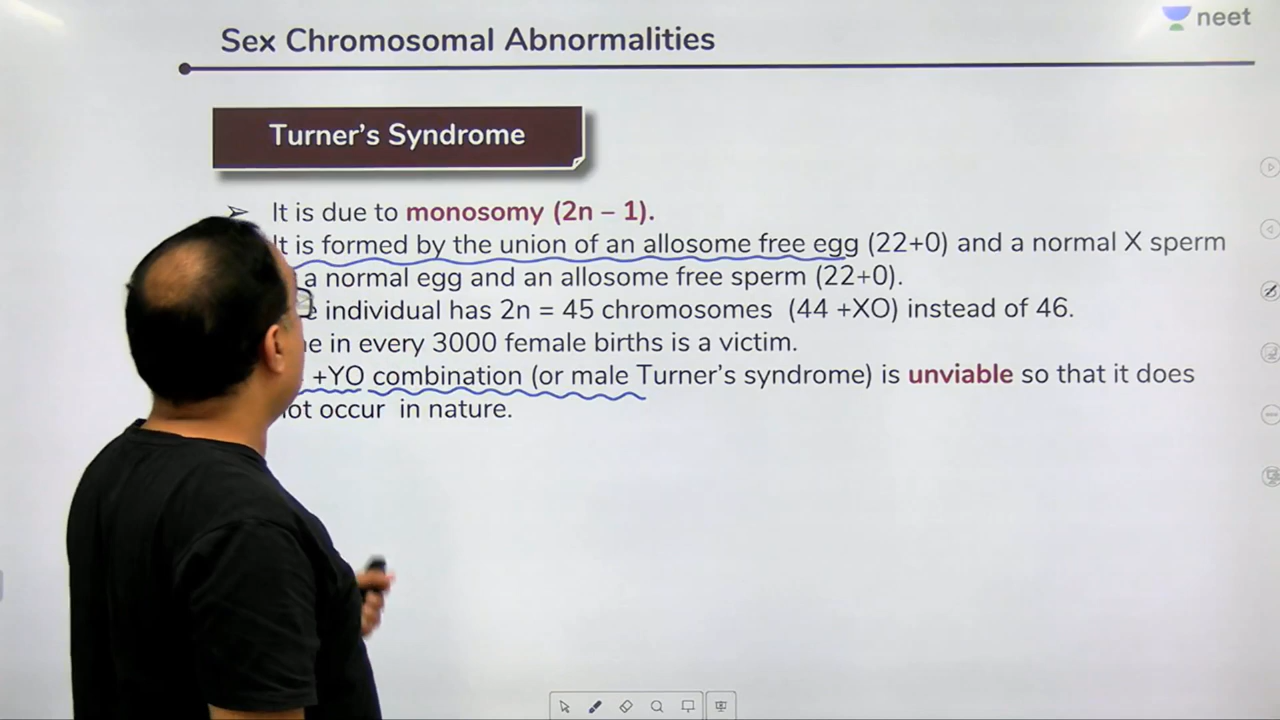 Sex Chromosomal Abnormalities
neet
Turner's Syndrome
It is due to monosomy (2n – 1).
It is formed by the union of an allosome free egg (22+0) and a normal X sperm
a normal egg and an allosome free sperm (22+0).
individual has 2n = 45 chromosomes (44 +XO) instead of 46.
in every 3000 female births is a victim.
+YO combination (or male Turner's syndrome) is unviable so that it does
occur in nature.